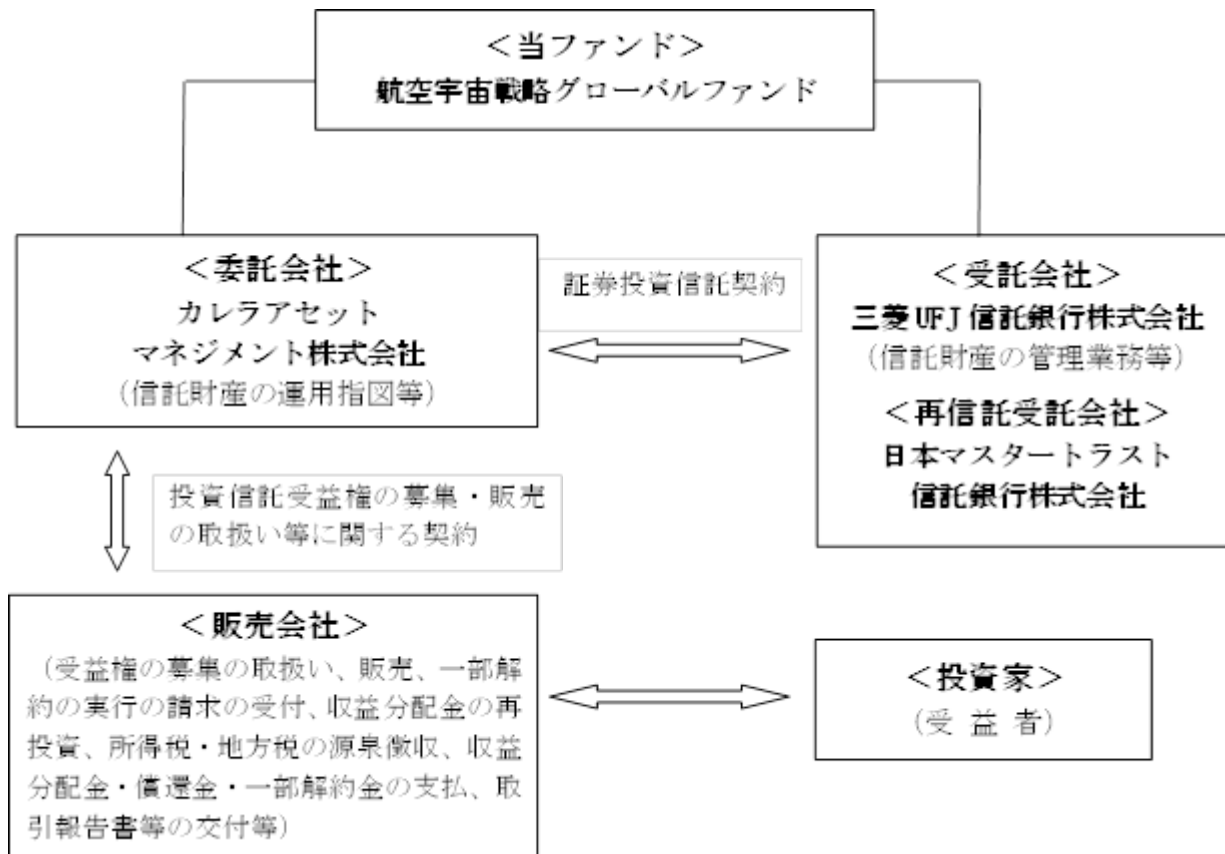 ＜当ファンド＞
航空宇宙戦略グローバルファンド
＜委託会社＞
カレラアセット
マネジメント株式会社
（信託財産の運用指図等）
証券投資信託契約
＜受託会社＞
三菱UFJ信託銀行株式会社
（信託財産の管理業務等）
＜再信託受託会社＞
日本マスタートラスト
信託銀行株式会社
投資信託受益権の募集・販売
の取扱い等に関する契約
＜販売会社＞
（受益権の募集の取扱い、販売、一部解
約の実行の請求の受付、収益分配金の再
投資、所得税・地方税の源泉徴収、収益
分配金・償還金・一部解約金の支払、取
引報告書等の交付等）
＜投資家＞
（受 益 者）